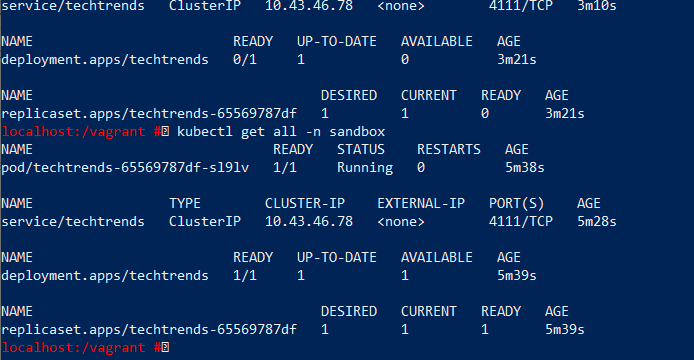 service/techtrends   ClusterIP   10.43.46.78   <none>        4111/TCP   3m10s
NAME                         READY   UP-TO-DATE   AVAILABLE   AGE
deployment.apps/techtrends   0/1     1            0           3m21s
NAME                                    DESIRED   CURRENT   READY   AGE
replicaset.apps/techtrends-65569787df   1         1         0       3m21s
localhost:/vagrant # kubectl get all -n sandbox
NAME                              READY   STATUS    RESTARTS   AGE
pod/techtrends-65569787df-sl9lv   1/1     Running   0          5m38s
NAME                 TYPE        CLUSTER-IP    EXTERNAL-IP   PORT(S)    AGE
service/techtrends   ClusterIP   10.43.46.78   <none>        4111/TCP   5m28s
NAME                         READY   UP-TO-DATE   AVAILABLE   AGE
deployment.apps/techtrends   1/1     1            1           5m39s
NAME                                    DESIRED   CURRENT   READY   AGE
replicaset.apps/techtrends-65569787df   1         1         1       5m39s
localhost:/vagrant #